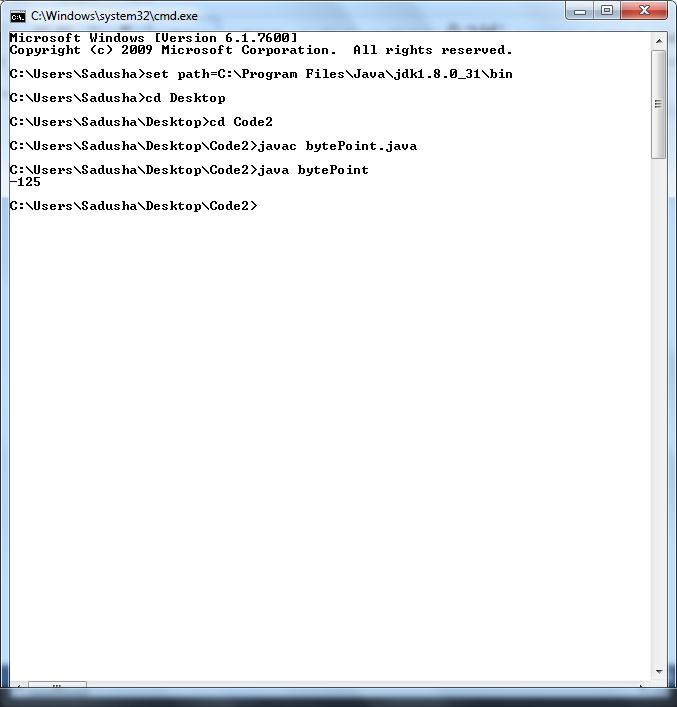 C:\Windows\system32\cmd.exe
Microsoft Windows [Version 6.1.7600]
Copyright (c) 2009 Microsoft Corporation.  All rights reserved.
C:\Users\Sadusha>set path=C:\Program Files\Java\jdk1.8.0_31\bin
C:\Users\Sadusha>cd Desktop
C:\Users\Sadusha\Desktop>cd Code2
C:\Users\Sadusha\Desktop\Code2>javac bytePoint.java
C:\Users\Sadusha\Desktop\Code2>java bytePoint
-125
C:\Users\Sadusha\Desktop\Code2>